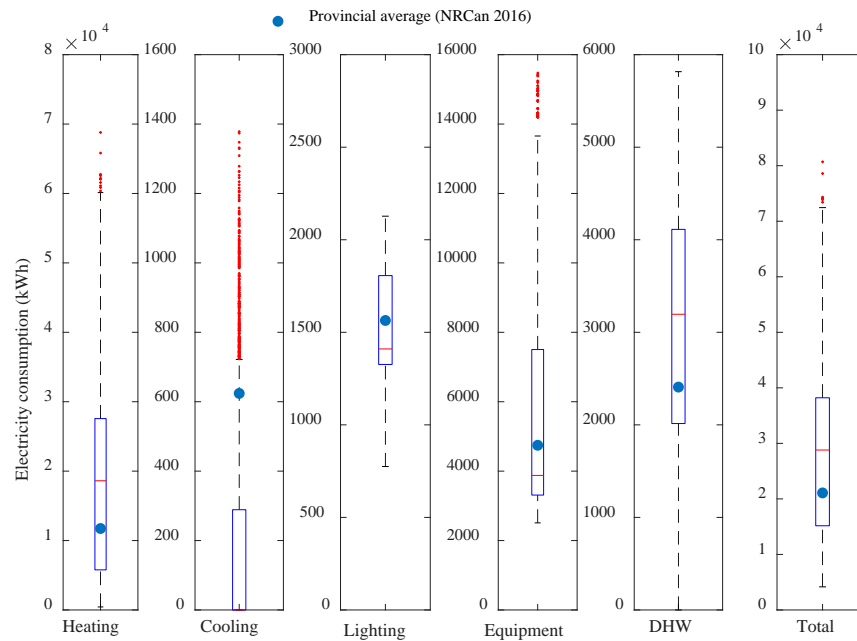 Provincial average (NRCan 2016)
× 10 4
× 10 4
8 1600 3000 16000 6000 10
7 1400 2500 14000 5000 9
6 1200 2000 12000 4000 8
5 1000 1500 10000 3000 7
4 800 1000 8000 2000 6
3 600 500 6000 1000 5
2 400 0 4000 0 4
1 200 2000 3
0 0 0 2
1
0
Electricity consumption (kWh)
Heating Cooling Lighting Equipment DHW Total